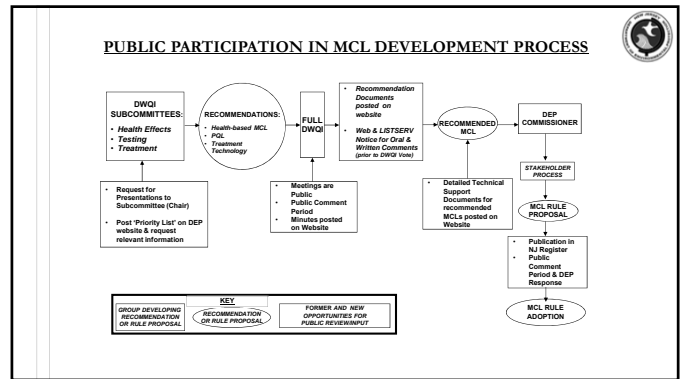 PUBLIC PARTICIPATION IN MCL DEVELOPMENT PROCESS
DWQI
SUBCOMMITTEES:
• Health Effects
• Testing
• Treatment
RECOMMENDATIONS:
• Health-based MCL
• PQL
• Treatment
Technology
FULL
DWQI
• Recommendation
Documents
posted on
website
• Web & LISTSERV
Notice for Oral &
Written Comments
(prior to DWQI Vote)
RECOMMENDED
MCL
DEP
COMMISSIONER
• Request for
Presentations to
Subcommittee (Chair)
• Post 'Priority List' on DEP
website & request
relevant information
• Meetings are
Public
• Public Comment
Period
• Minutes posted
on Website
• Detailed Technical
Support
Documents for
recommended
MCLs posted on
Website
STAKEHOLDER
PROCESS
MCL RULE
PROPOSAL
• Publication in
NJ Register
• Public
Comment
Period & DEP
Response
MCL RULE
ADOPTION
KEY
GROUP DEVELOPING
RECOMMENDATION
OR RULE PROPOSAL
RECOMMENDATION
OR RULE PROPOSAL
FORMER AND NEW
OPPORTUNITIES FOR
PUBLIC REVIEW/INPUT